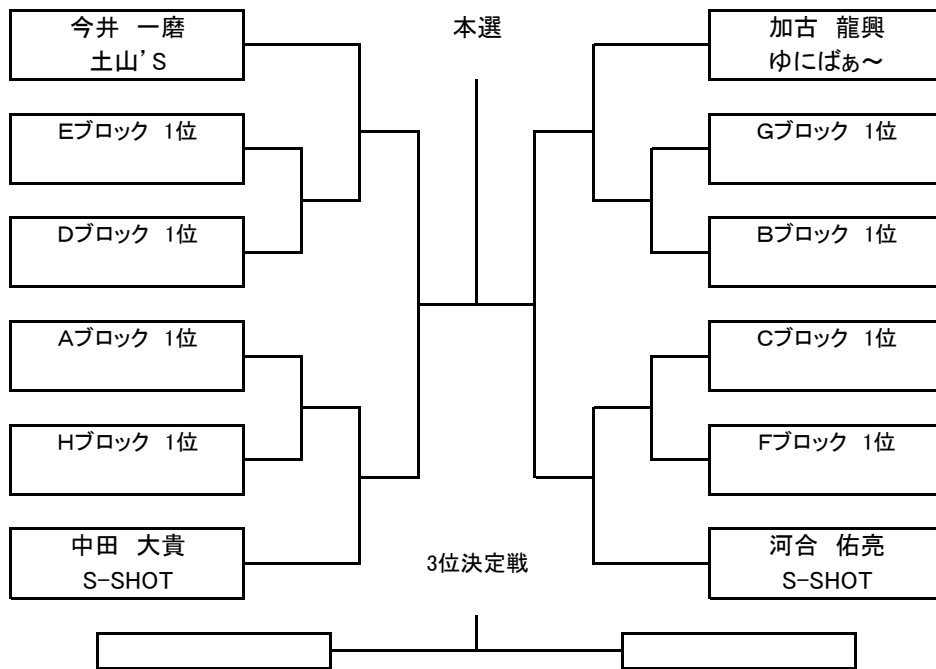 本選
今井　一磨
土山’S
Eブロック 1位
Dブロック 1位
Aブロック 1位
Hブロック 1位
中田　大貴
S-SHOT
加古　龍興
ゆにばぁ～
Gブロック 1位
Bブロック 1位
Cブロック 1位
Fブロック 1位
河合　佑亮
S-SHOT
3位決定戦